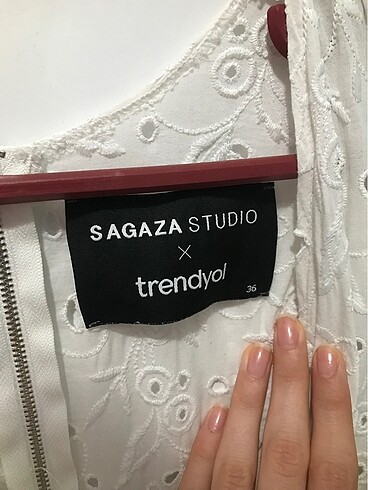 SAGAZA STUDIO
×
trendyol
36